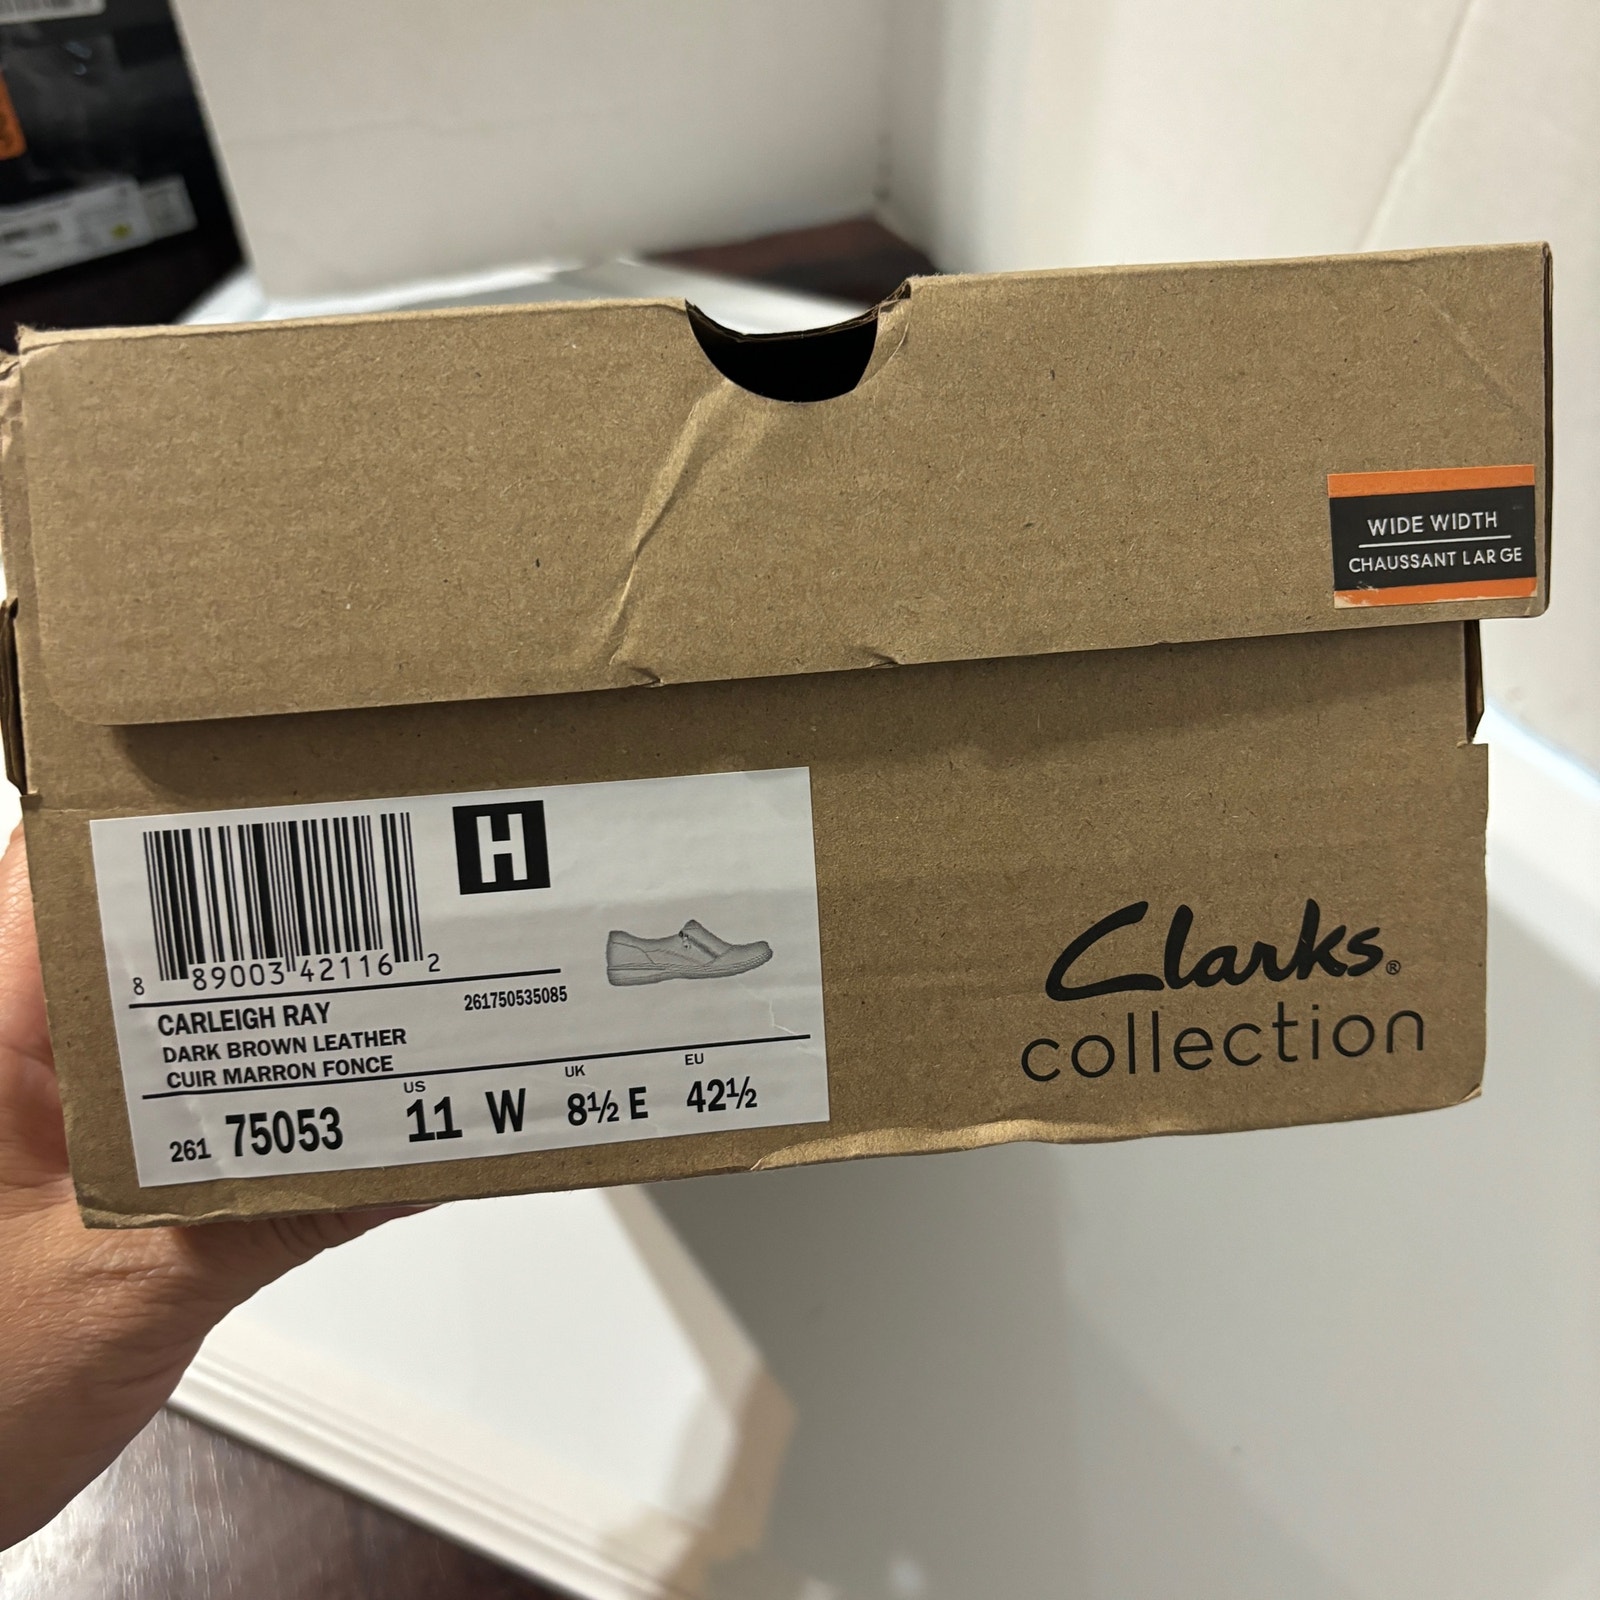 WIDE WIDTH
CHAUSSANT LARGE
H
8 89003 42116 2
261750535085
CARLEIGH RAY
DARK BROWN LEATHER
CUIR MARRON FONCE
US UK EU
261 75053 11 W 8½ E 42½
Clarks®
collection